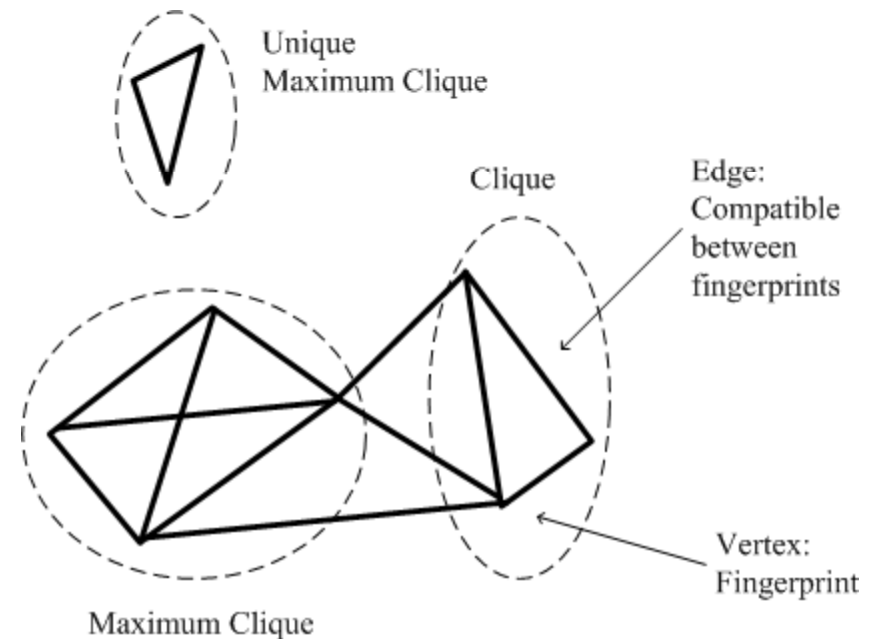 Unique
Maximum Clique
Clique
Edge:
Compatible
between
fingerprints
Vertex:
Fingerprint
Maximum Clique